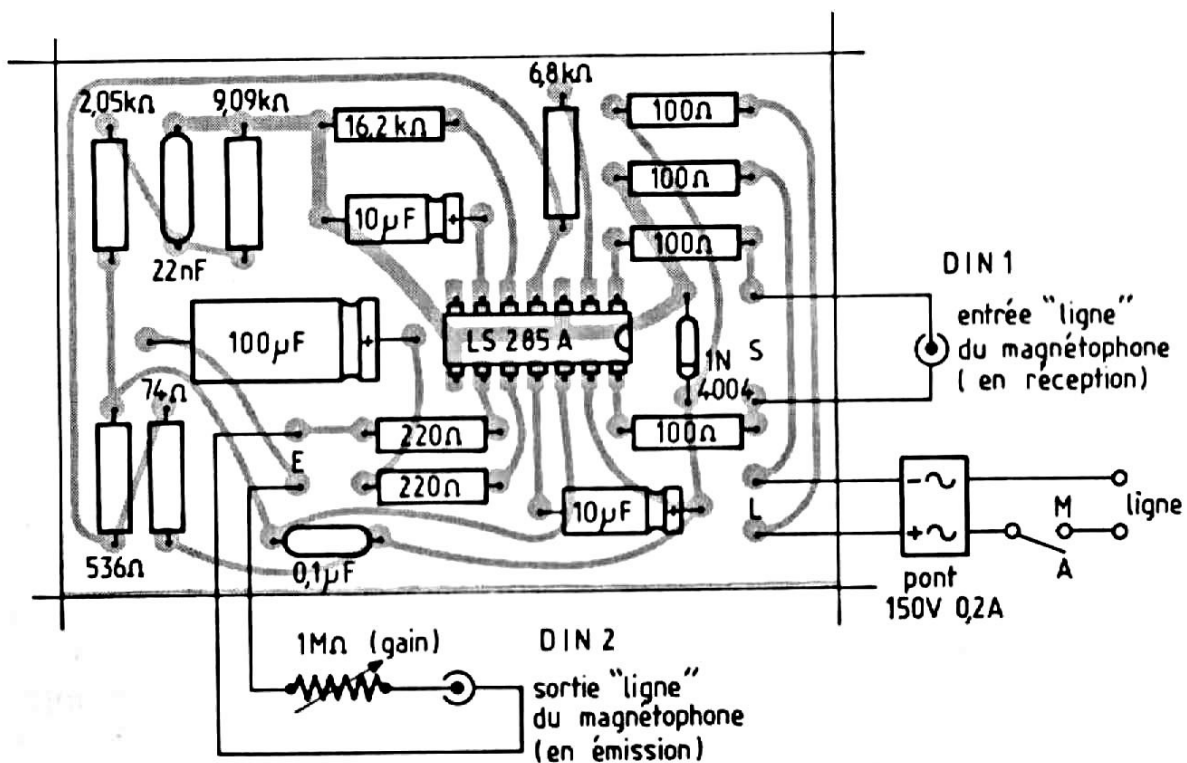 2,05kΩ
9,09kΩ
6,8kΩ
16,2kΩ
100Ω
100Ω
100Ω
10µF
22nF
100µF
LS 285 A
1N
4004
S
DIN 1
entrée "ligne"
du magnétophone
(en réception)
74Ω
220Ω
100Ω
E
220Ω
10µF
L
-~
+~
M
A
ligne
536Ω
0,1µF
pont
150V 0,2A
1MΩ (gain)
DIN 2
sortie "ligne"
du magnétophone
(en émission)